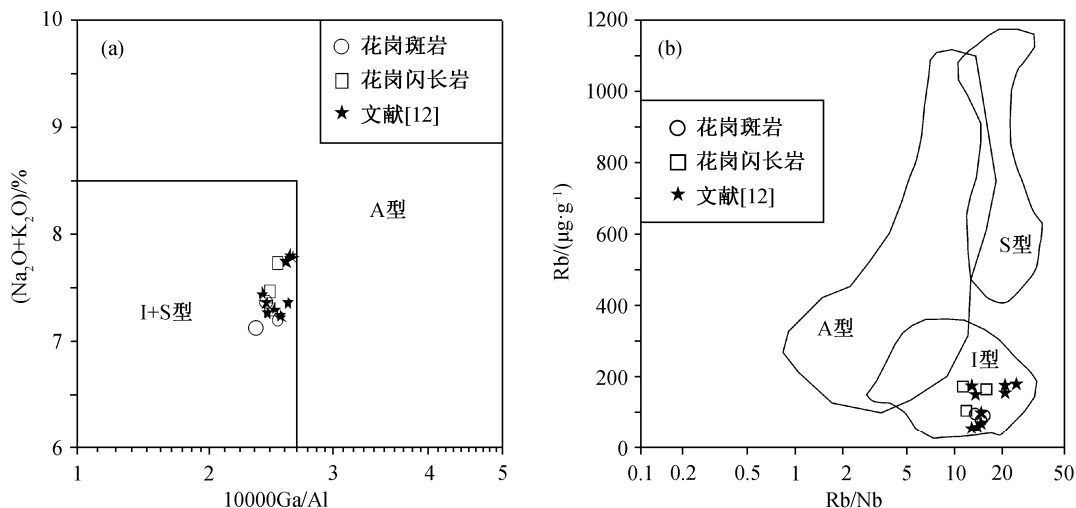 (a)
花岗斑岩
花岗闪长岩
文献[12]
A型
I+S型
(Na₂O+K₂O)/%
10
9
8
7
6
1
2
3
4
5
10000Ga/Al
(b)
花岗斑岩
花岗闪长岩
文献[12]
S型
A型
I型
Rb/(μg·g⁻¹)
1200
1000
800
600
400
200
0
0.1
0.2
0.5
1
2
5
10
20
50
Rb/Nb